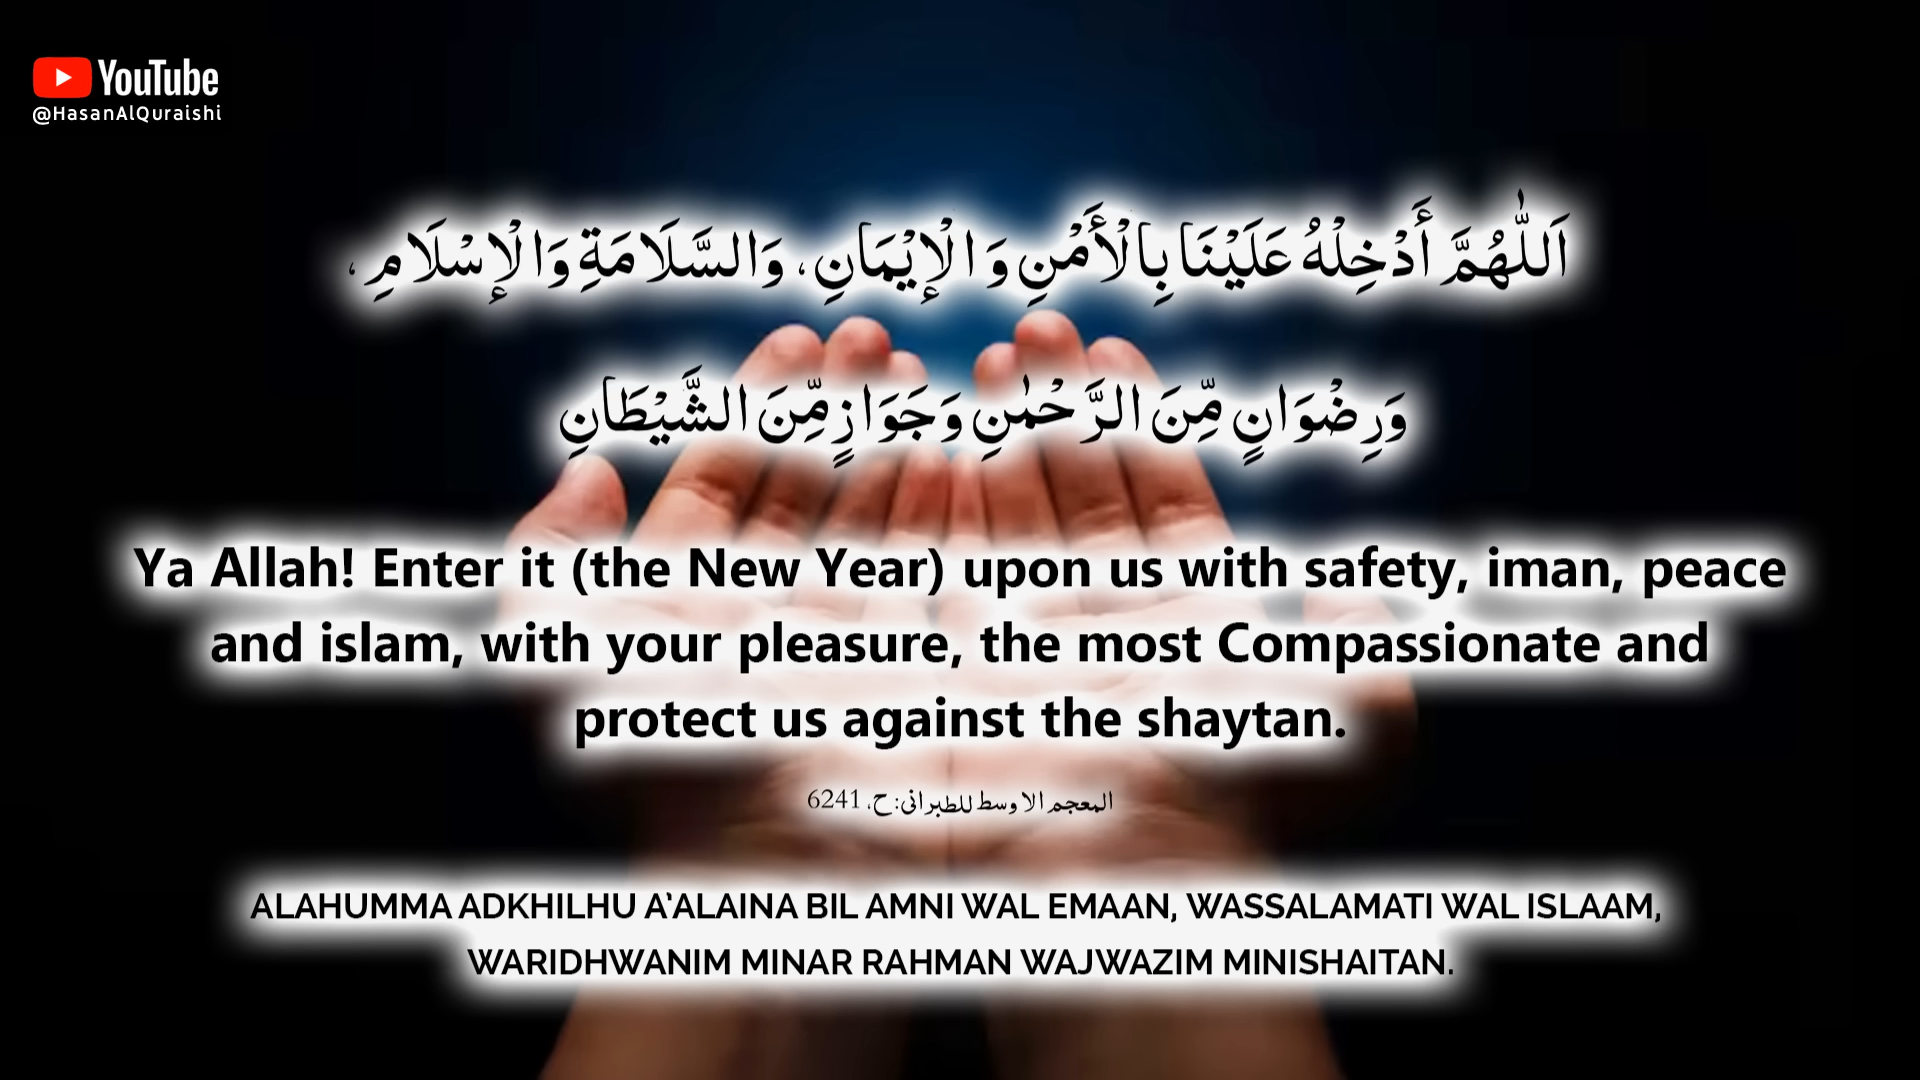 YouTube
@HasanAlQuraishi
اَللّٰهُمَّ أَدْخِلْهُ عَلَيْنَا بِالْأَمْنِ وَ الْإِيْمَانِ، وَالسَّلَامَةِ وَالْإِسْلَامِ،
وَرِضْوَانٍ مِّنَ الرَّحْمٰنِ وَجَوَازٍ مِّنَ الشَّيْطَانِ
Ya Allah! Enter it (the New Year) upon us with safety, iman, peace
and islam, with your pleasure, the most Compassionate and
protect us against the shaytan.
المعجم الاوسط للطبرانی: ح، 6241
ALAHUMMA ADKHILHU A'ALAINA BIL AMNI WAL EMAAN, WASSALAMATI WAL ISLAAM,
WARIDHWANIM MINAR RAHMAN WAJWAZIM MINISHAITAN.